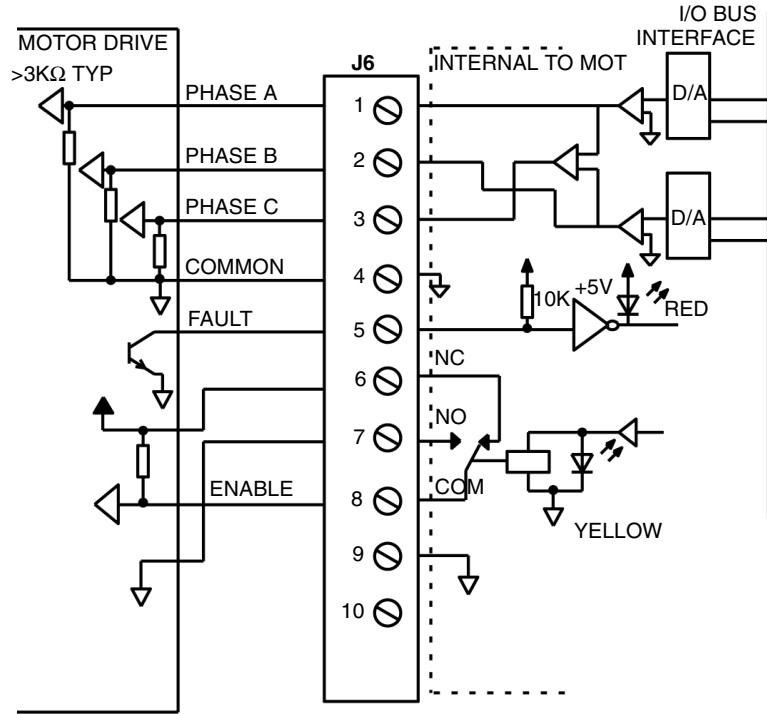 I/O BUS
INTERFACE
MOTOR DRIVE
>3KΩ TYP
J6
INTERNAL TO MOT
PHASE A
1
D/A
PHASE B
2
PHASE C
3
D/A
COMMON
4
10K
+5V
RED
FAULT
5
NC
6
NO
7
COM
ENABLE
8
YELLOW
9
10